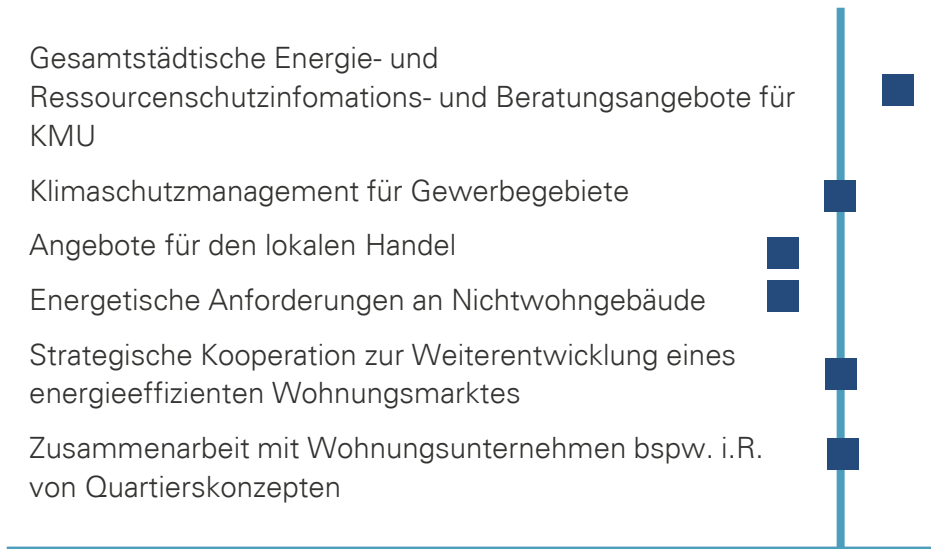 Gesamtstädtische Energie- und
Ressourcenschutzinfomations- und Beratungsangebote für
KMU
Klimaschutzmanagement für Gewerbegebiete
Angebote für den lokalen Handel
Energetische Anforderungen an Nichtwohngebäude
Strategische Kooperation zur Weiterentwicklung eines
energieeffizienten Wohnungsmarktes
Zusammenarbeit mit Wohnungsunternehmen bspw. i.R.
von Quartierskonzepten